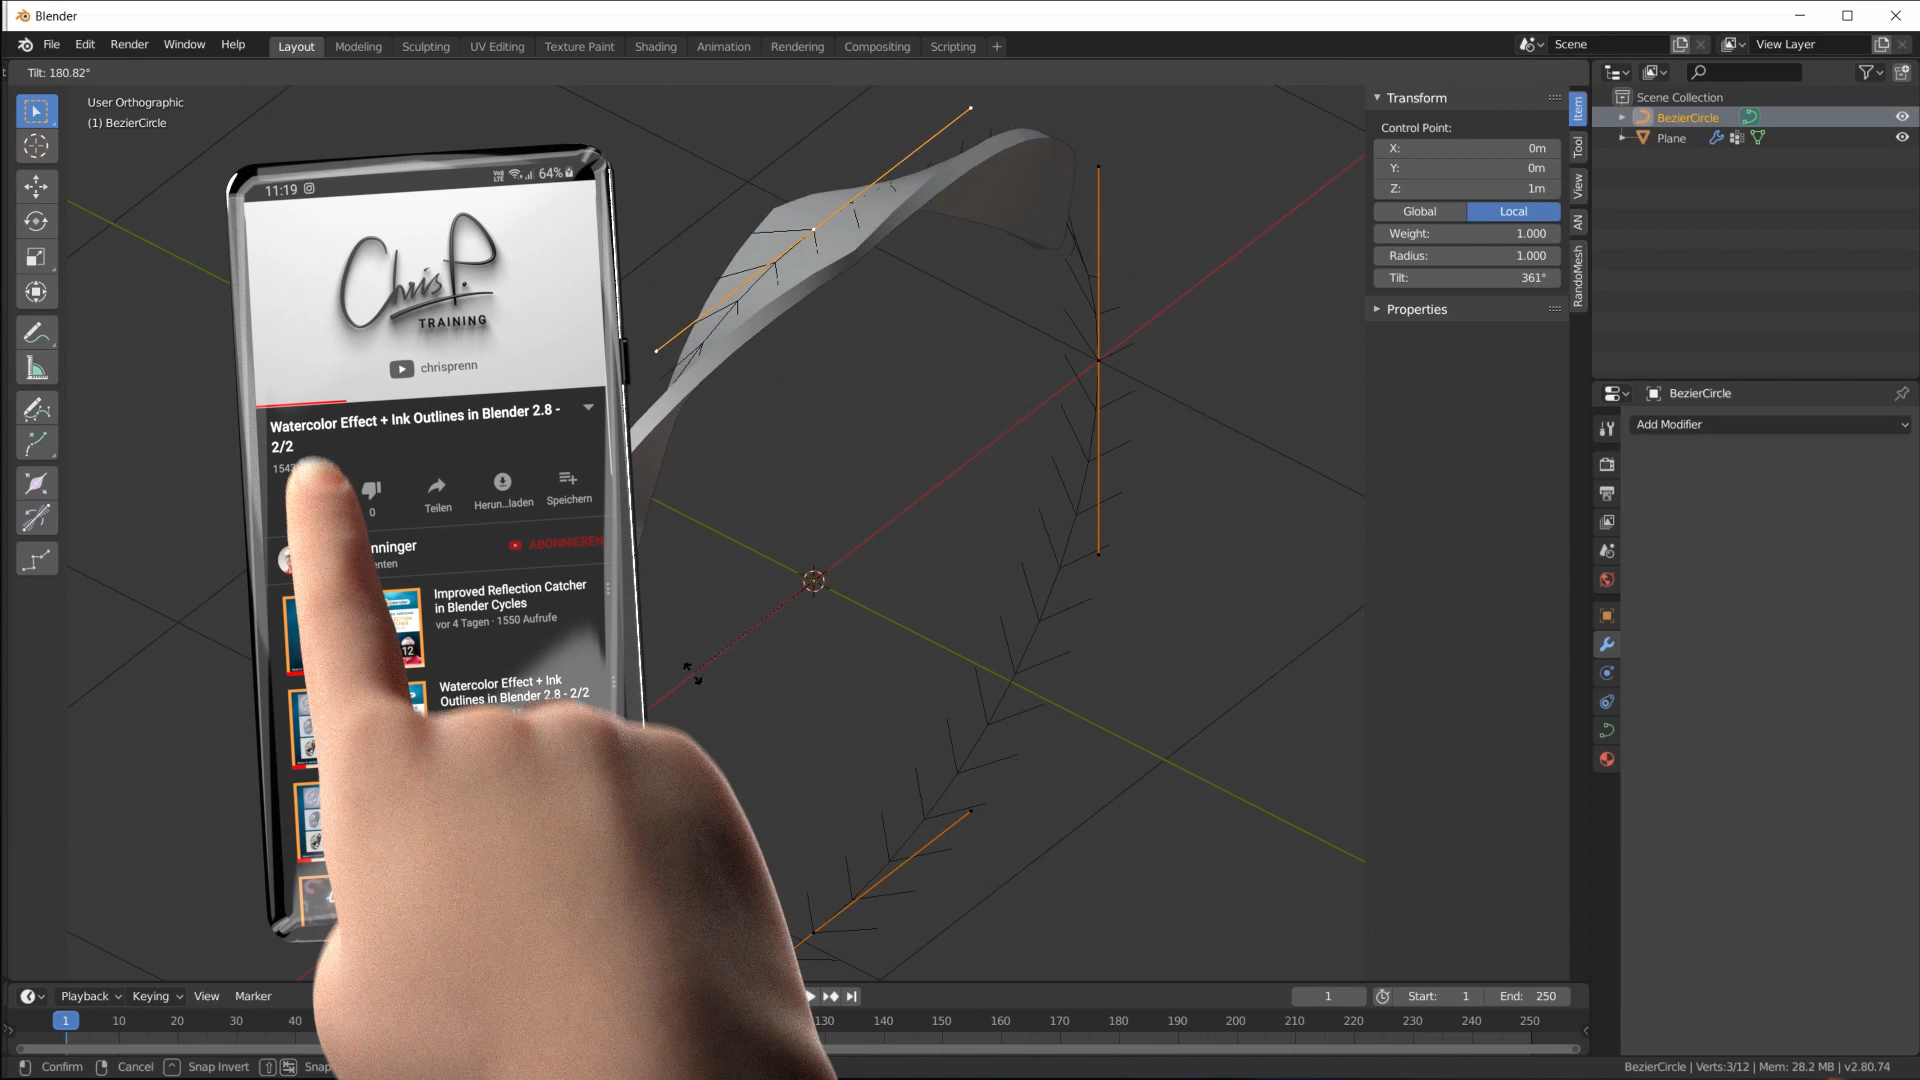 Blender
File Edit Render Window Help Layout Modeling Sculpting UV Editing Texture Paint Shading Animation Rendering Compositing Scripting + Scene View Layer
Tilt: 180.82°
User Orthographic
(1) BezierCircle
Transform
Control Point:
X: 0m
Y: 0m
Z: 1m
Global Local
Weight: 1.000
Radius: 1.000
Tilt: 361°
Properties
Item
Tool
View
AN
RandoMesh
Scene Collection
BezierCircle
Plane
BezierCircle
Add Modifier
11:19 64%
Chris.P
TRAINING
chrisprenn
Watercolor Effect + Ink Outlines in Blender 2.8 -
2/2
0 Teilen Herun...laden Speichern
nninger ABONNIEREN
enten
Improved Reflection Catcher
in Blender Cycles
vor 4 Tagen · 1550 Aufrufe
12
Watercolor Effect + Ink
Outlines in Blender 2.8 - 2/2
Playback Keying View Marker 1 Start: 1 End: 250
1 10 20 30 40 130 140 150 160 170 180 190 200 210 220 230 240 250
Confirm Cancel Snap Invert Snap BezierCircle | Verts:3/12 | Mem: 28.2 MB | v2.80.74